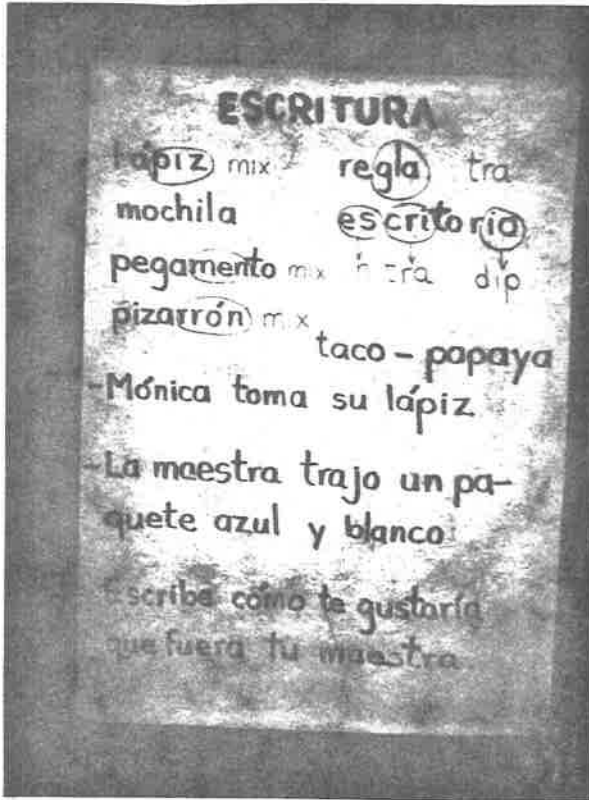 ESCRITURA
lápiz mix regla tra
mochila escritoria
pegamento mix tra dip
pizarrón mix
taco - papaya
-Mónica toma su lápiz
-La maestra trajo un pa-
quete azul y blanco
Escribe cómo te gustaría
que fuera tu maestra